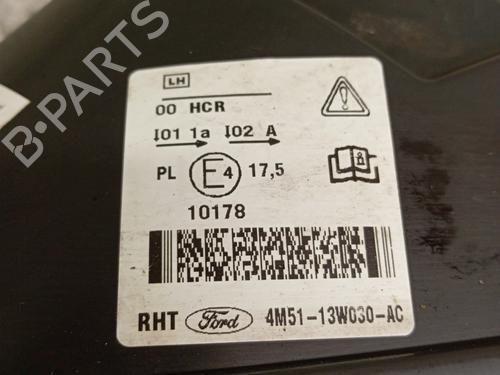 LH
00 HCR
↓01 1a ↓02 A
PL E4 17,5
10178
RHT Ford 4M51-13W030-AC
B-PARTS